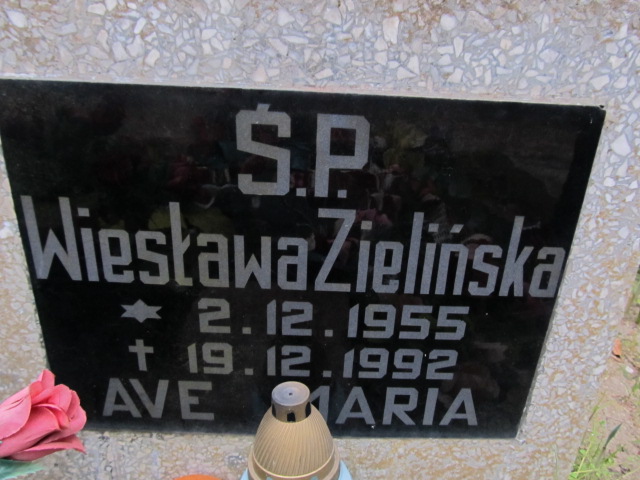 Ś.P.
Wiesława Zielińska
✶ 2.12.1955
✝ 19.12.1992
AVE MARIA